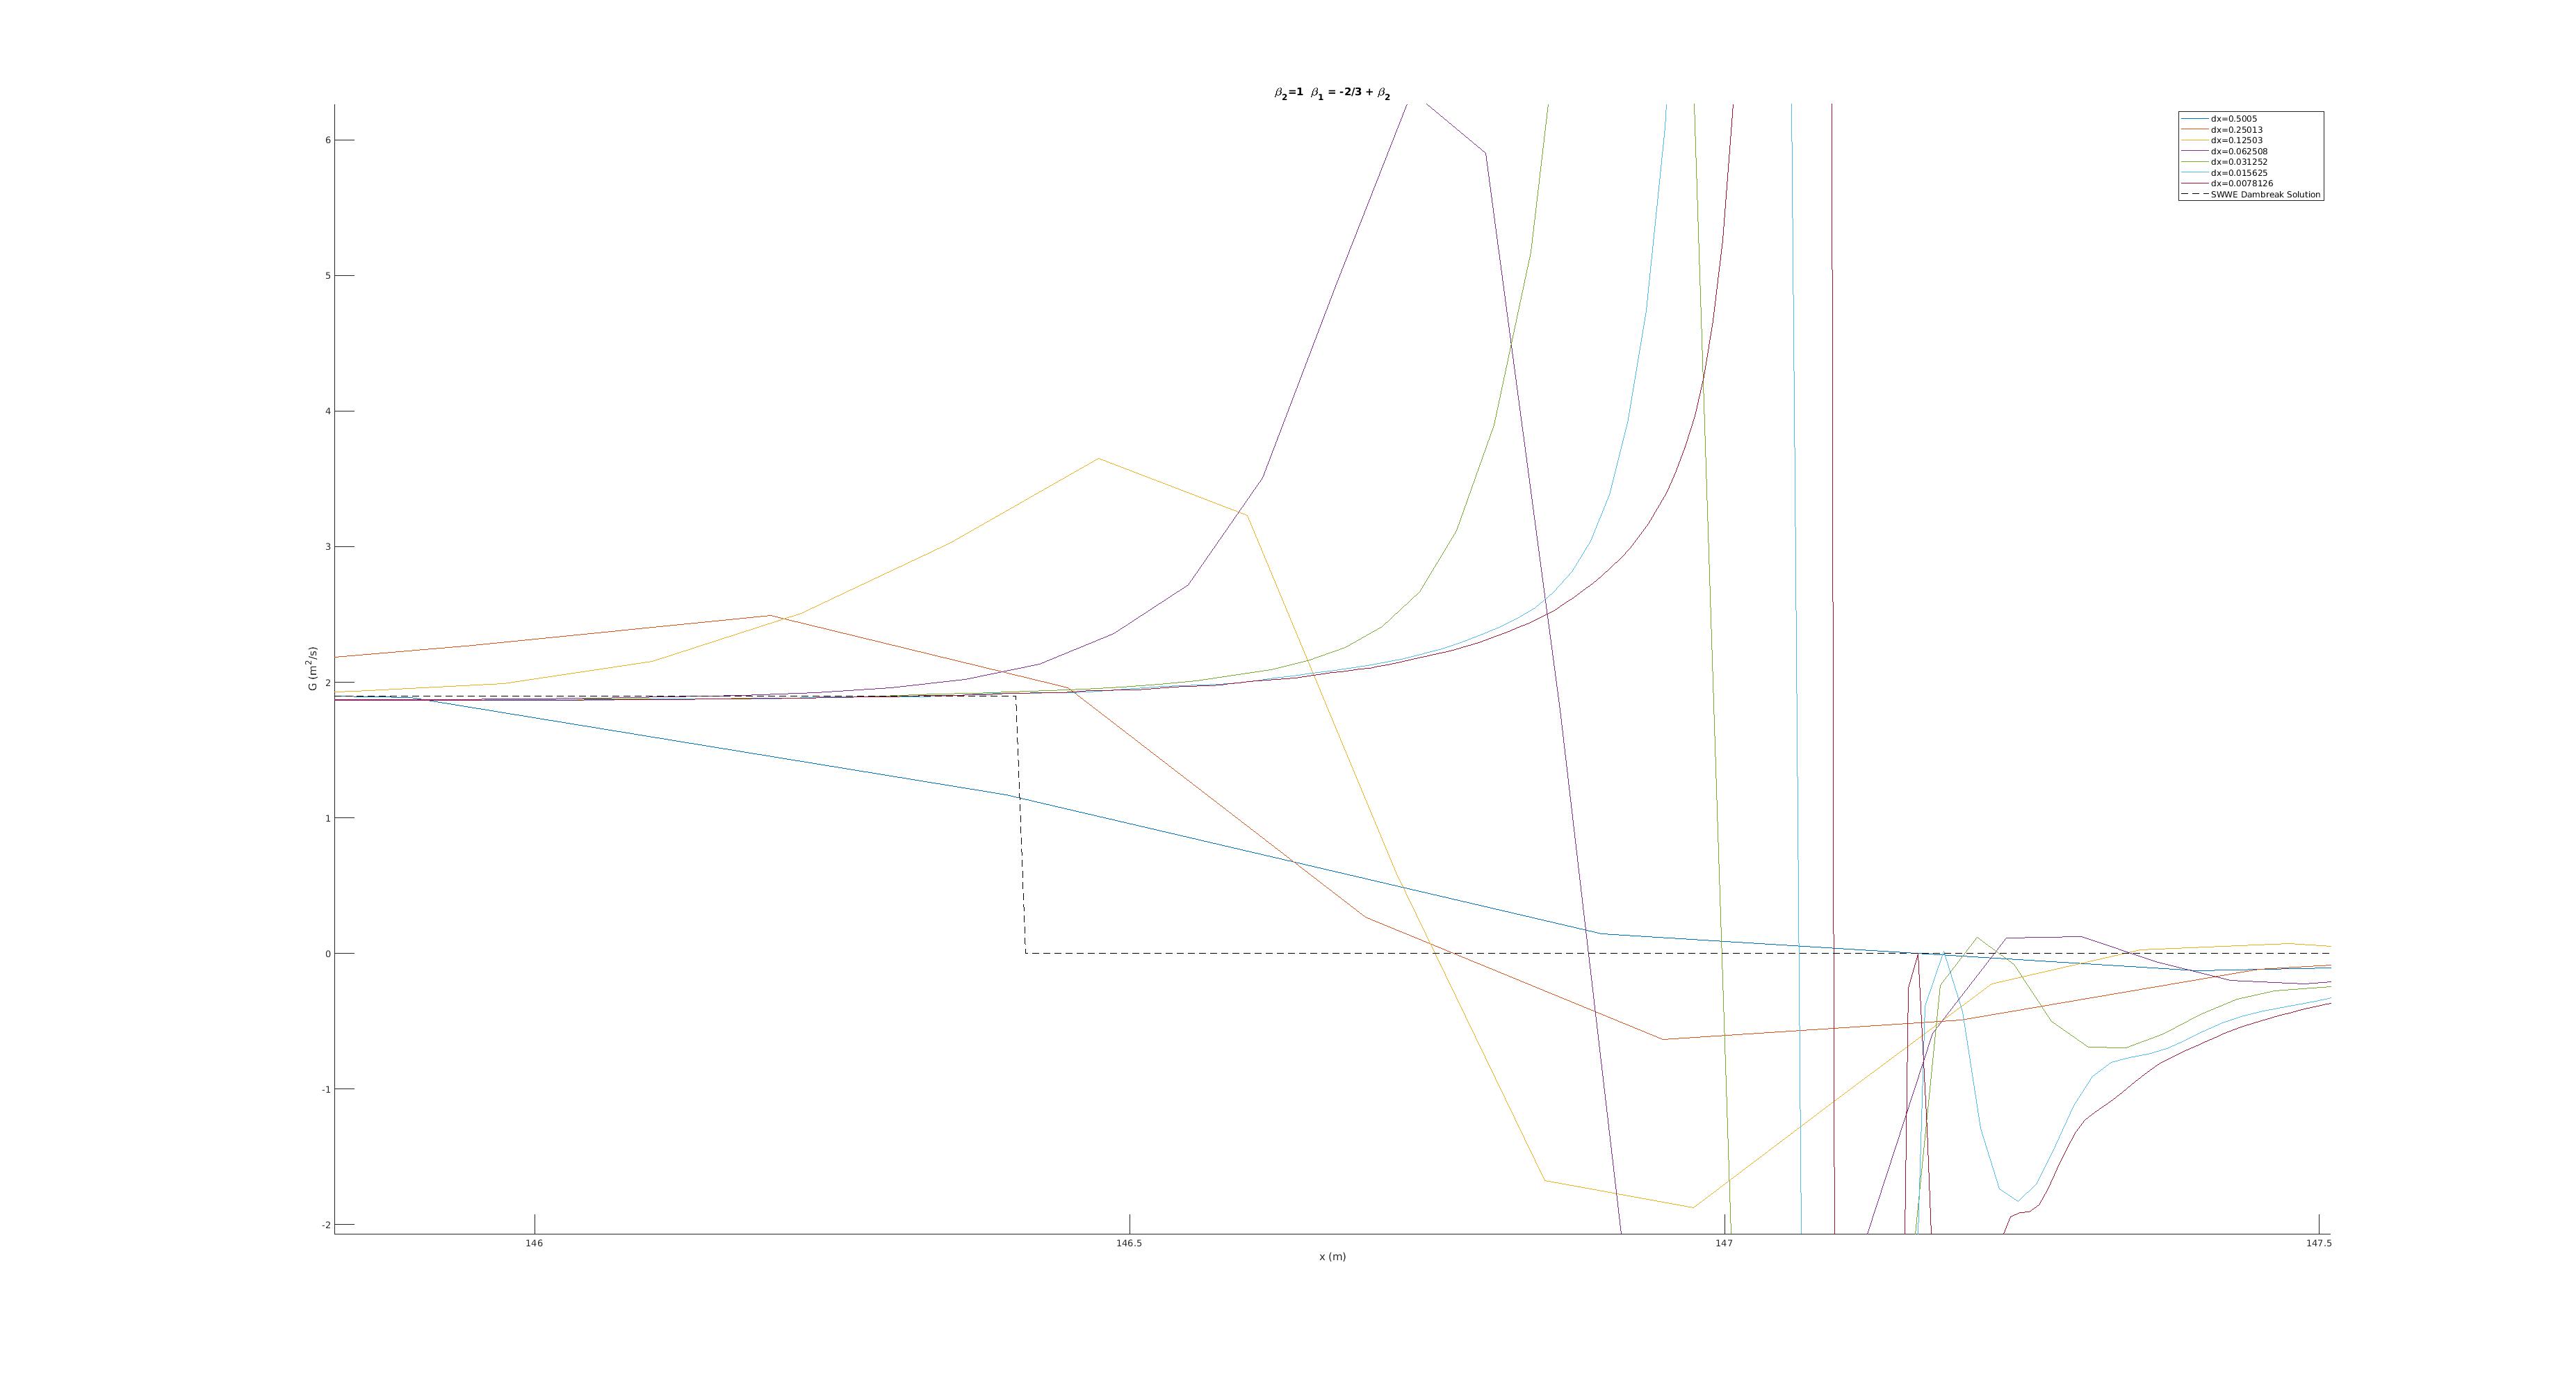 β₂=1 β₁ = -2/3 + β₂
dx=0.5005
dx=0.25013
dx=0.12503
dx=0.062508
dx=0.031252
dx=0.015625
dx=0.0078126
SWWE Dambreak Solution
G (m²/s)
6
5
4
3
2
1
0
-1
-2
146
146.5
147
147.5
x (m)